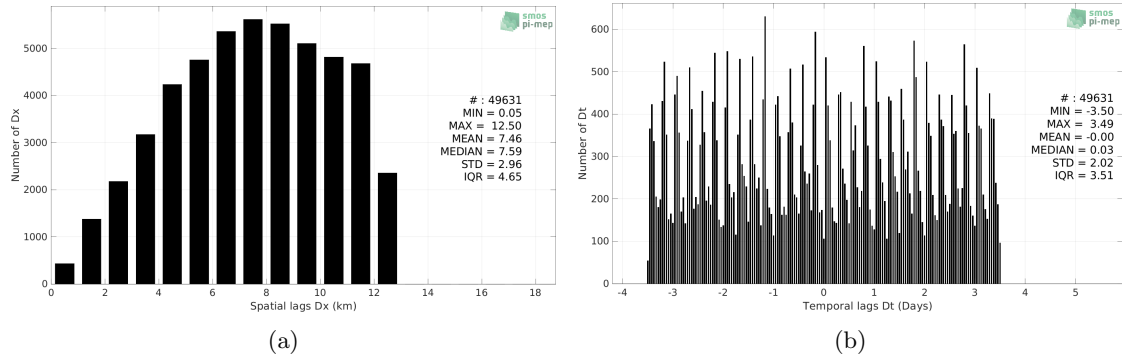 smos
pi-mep
Number of Dx
5000
4000
3000
2000
1000
0
# : 49631
MIN = 0.05
MAX = 12.50
MEAN = 7.46
MEDIAN = 7.59
STD = 2.96
IQR = 4.65
0 2 4 6 8 10 12 14 16 18
Spatial lags Dx (km)
(a)
smos
pi-mep
Number of Dt
600
500
400
300
200
100
0
# : 49631
MIN = -3.50
MAX = 3.49
MEAN = -0.00
MEDIAN = 0.03
STD = 2.02
IQR = 3.51
-4 -3 -2 -1 0 1 2 3 4 5
Temporal lags Dt (Days)
(b)